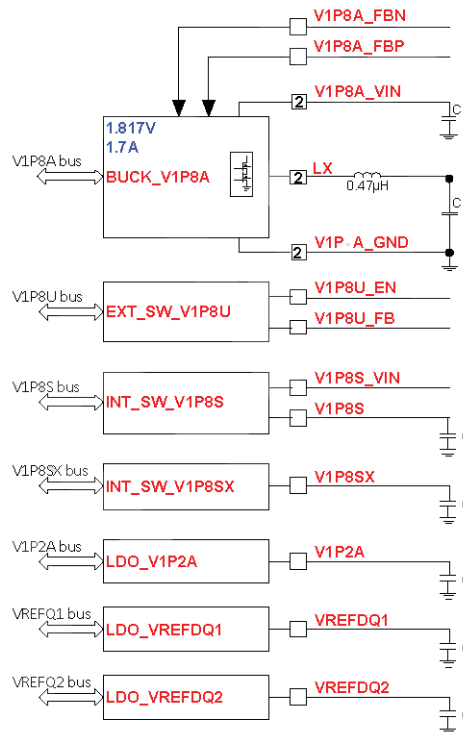 V1P8A_FBN
V1P8A_FBP
V1P8A_VIN
2
C
1.817V
1.7A
V1P8A bus
BUCK_V1P8A
2
LX
0.47µH
C
2
V1P-A_GND
V1P8U bus
EXT_SW_V1P8U
V1P8U_EN
V1P8U_FB
V1P8S bus
INT_SW_V1P8S
V1P8S_VIN
V1P8S
V1P8SX bus
INT_SW_V1P8SX
V1P8SX
V1P2A bus
LDO_V1P2A
V1P2A
VREFQ1 bus
LDO_VREFDQ1
VREFDQ1
VREFQ2 bus
LDO_VREFDQ2
VREFDQ2